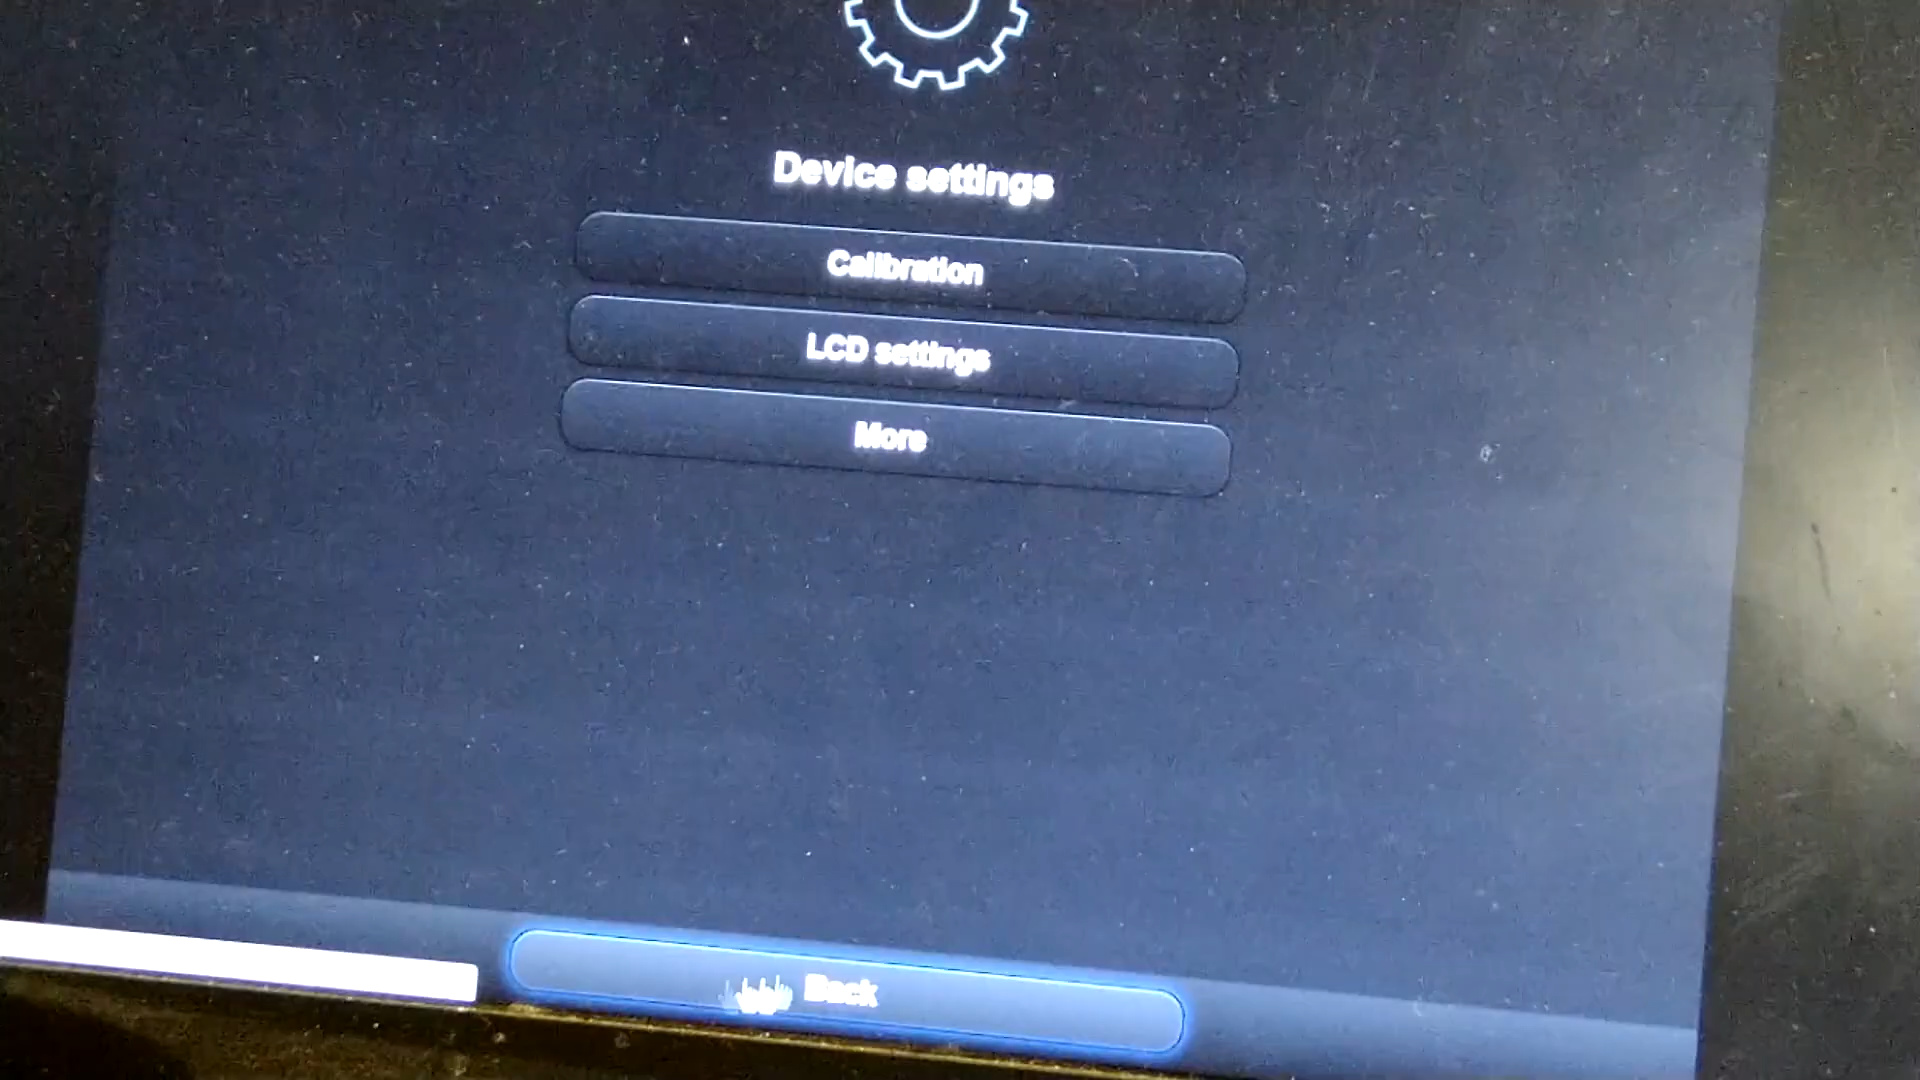 Device settings
Calibration
LCD settings
More
Back